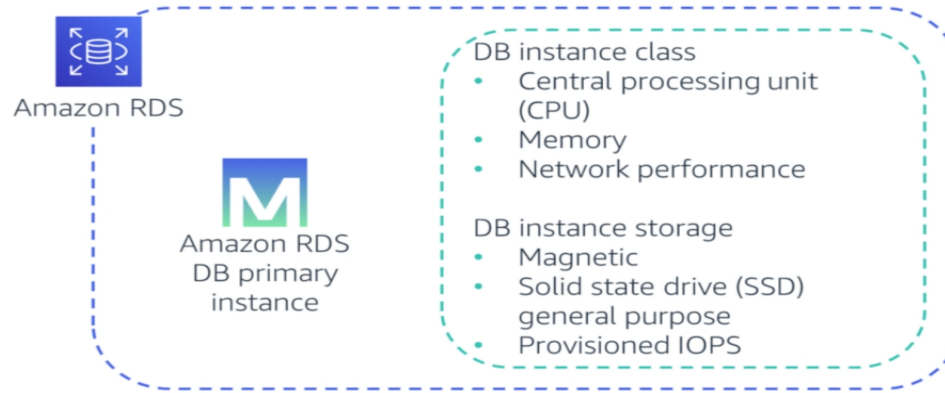 Amazon RDS
M
Amazon RDS
DB primary
instance
DB instance class
• Central processing unit
(CPU)
• Memory
• Network performance
DB instance storage
• Magnetic
• Solid state drive (SSD)
general purpose
• Provisioned IOPS